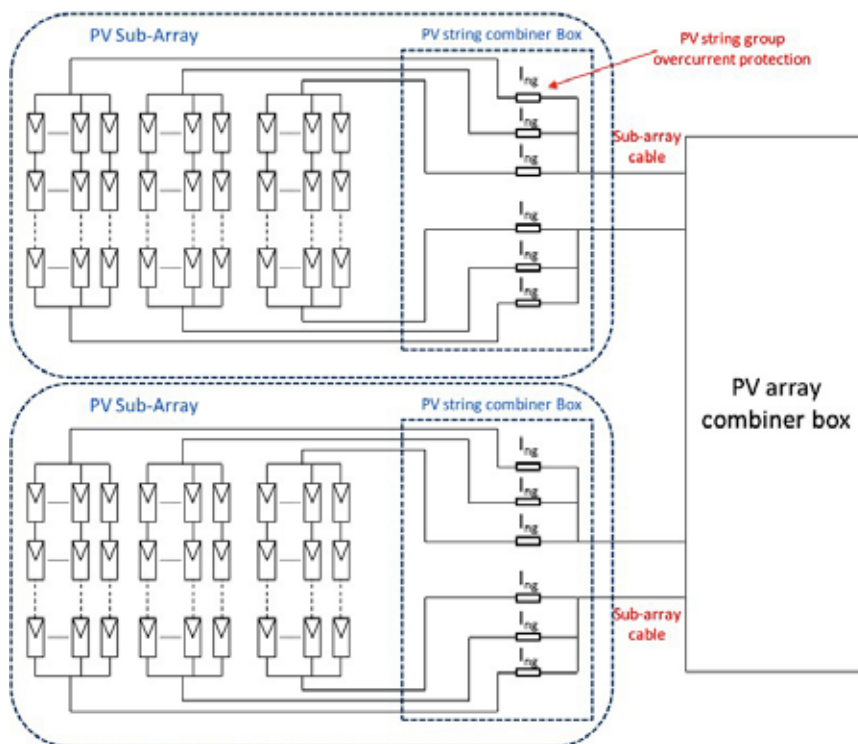 PV Sub-Array
PV string combiner Box
PV string group
overcurrent protection
Ing
Ing
Ing
Sub-array
cable
Ing
Ing
Ing
PV array
combiner box
PV Sub-Array
PV string combiner Box
Ing
Ing
Ing
Ing
Sub-array
cable
Ing
Ing